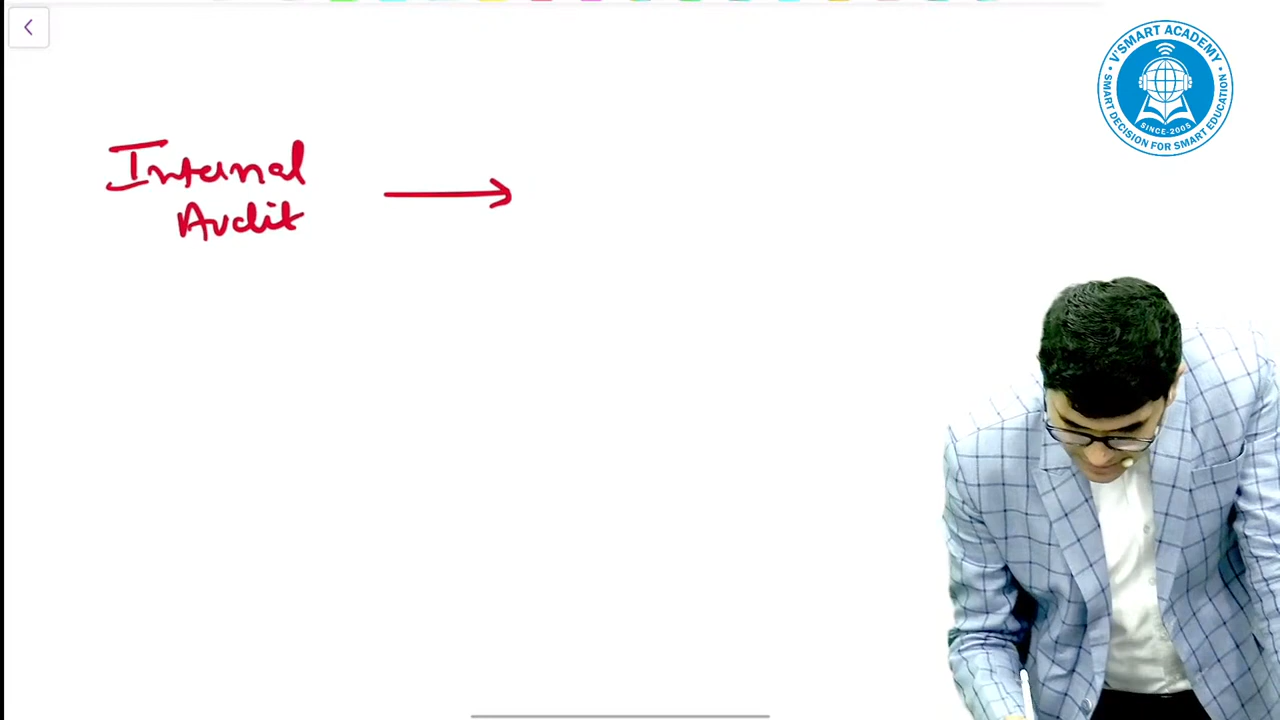 Internal
Audit
V'SMART ACADEMY
SINCE-2005
SMART DECISION FOR SMART EDUCATION